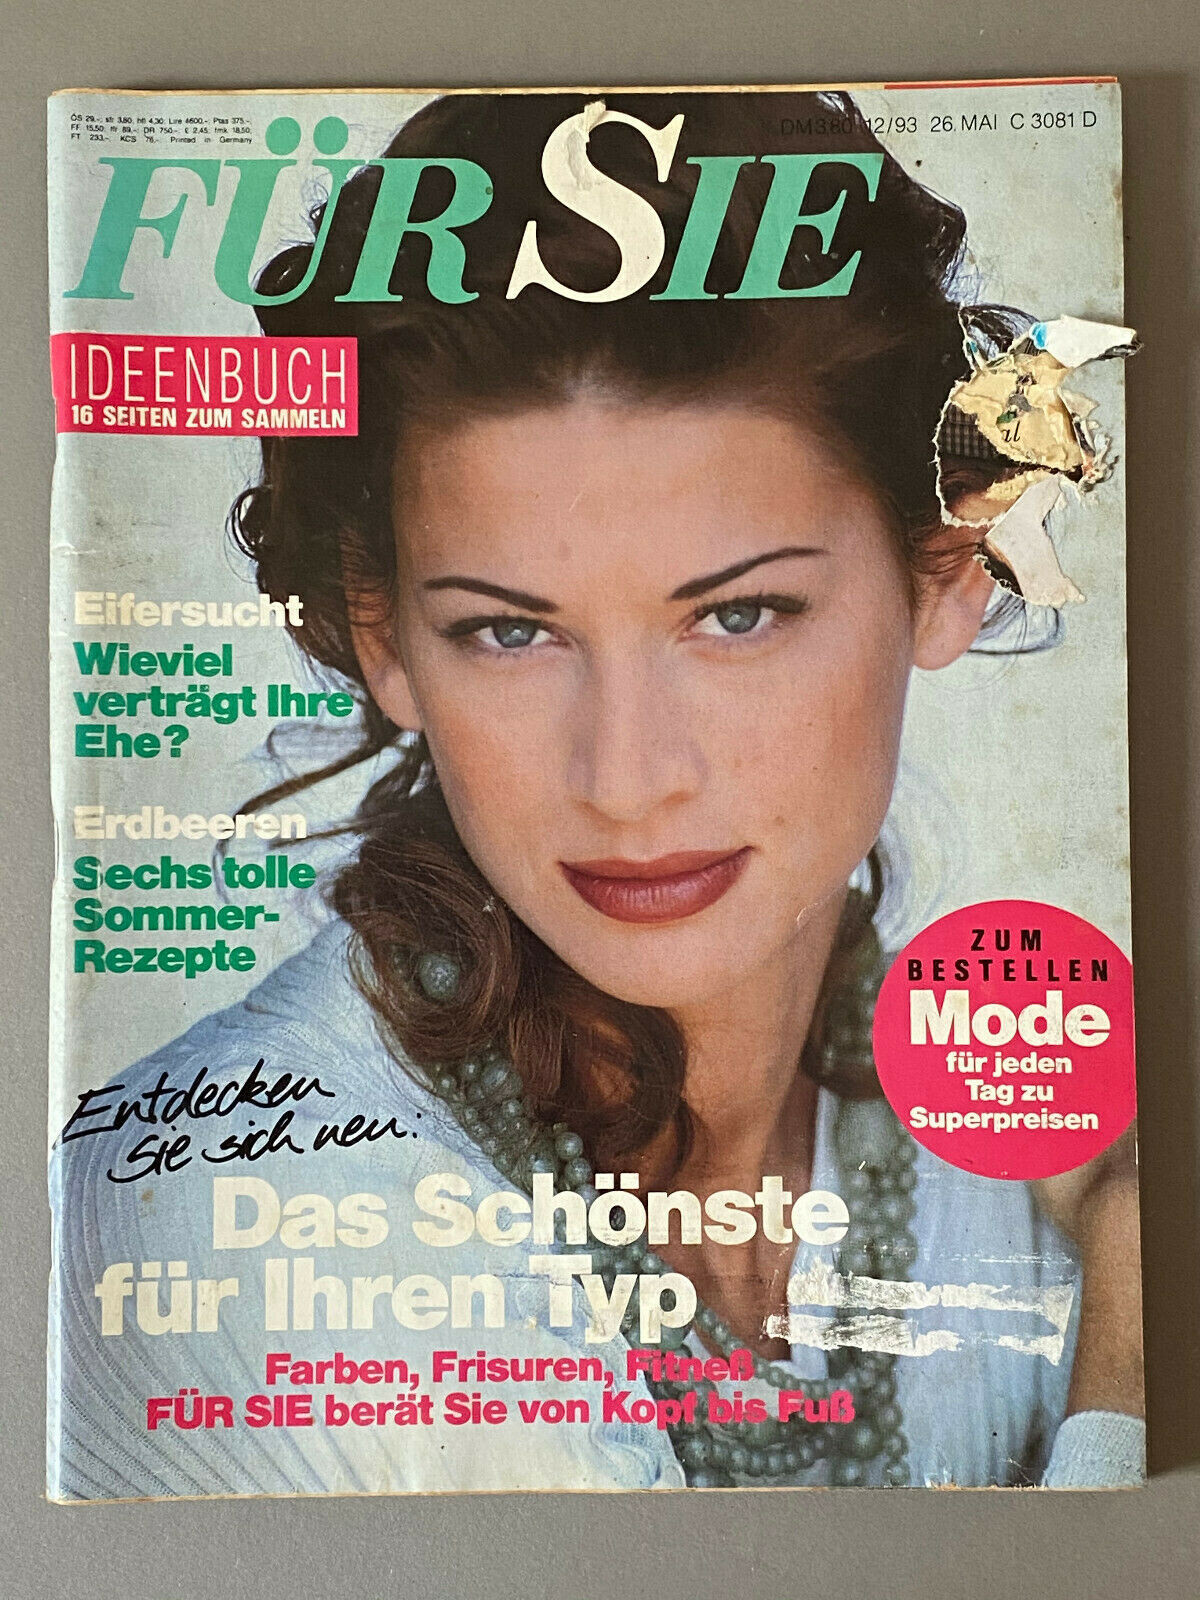 ÖS 29,-; sfr 3,80; hfl 4,30; Lire 4600,-; Ptas 375,-;
FF 15,50; lfr 89,-; DR 750,-; £ 2,45; fmk 18,50;
FT 233,-; KCS 76,-; Printed in Germany
DM 3,80 12/93 26. MAI C 3081 D
FÜR SIE
IDEENBUCH
16 SEITEN ZUM SAMMELN
al
Eifersucht
Wieviel
verträgt Ihre
Ehe?
Erdbeeren
Sechs tolle
Sommer-
Rezepte
ZUM
BESTELLEN
Mode
für jeden
Tag zu
Superpreisen
Entdecken
sie sich neu:
Das Schönste
für Ihren Typ
Farben, Frisuren, Fitneß
FÜR SIE berät Sie von Kopf bis Fuß